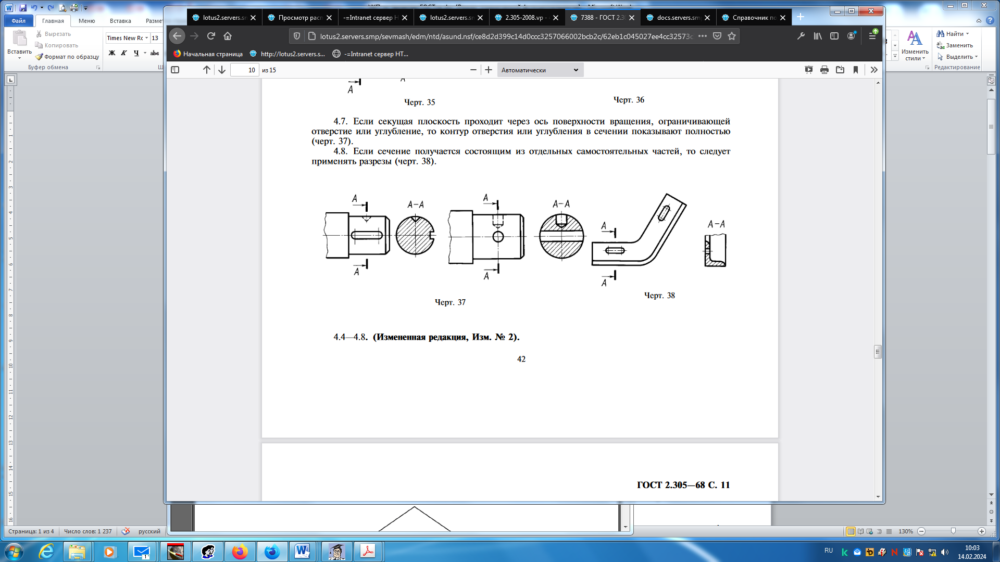 Файл
Главная
Меню
Вставка
Вырезать
Копировать
Формат по образцу
Вставить
Буфер обмена
13
Ж К Ч abc
lotus2.servers.sm
Просмотр расп
-=Intranet сервер Н
lotus2.servers.sm
2.305-2008.vp -
7388 - ГОСТ 2.30
docs.servers.sm
Справочник по
lotus2.servers.smp/sevmash/edm/ntd/asund.nsf/ce8d2d399c14d0ccc3257066002bcb2c/62eb1c045027ee4cc32573c
Начальная страница
http://lotus2.servers.s...
-=Intranet сервер НТ...
10 из 15
Автоматически
Найти
Заменить
Выделить
Изменить стили
Редактирование
А
А
Черт. 35
Черт. 36
4.7. Если секущая плоскость проходит через ось поверхности вращения, ограничивающей
отверстие или углубление, то контур отверстия или углубления в сечении показывают полностью
(черт. 37).
4.8. Если сечение получается состоящим из отдельных самостоятельных частей, то следует
применять разрезы (черт. 38).
А
А–А
А
А–А
А
А–А
А
А
А
Черт. 37
Черт. 38
4.4—4.8. (Измененная редакция, Изм. № 2).
42
ГОСТ 2.305—68 С. 11
Страница: 1 из 4
Число слов: 1 237
русский
130%
RU
10:03
14.02.2024